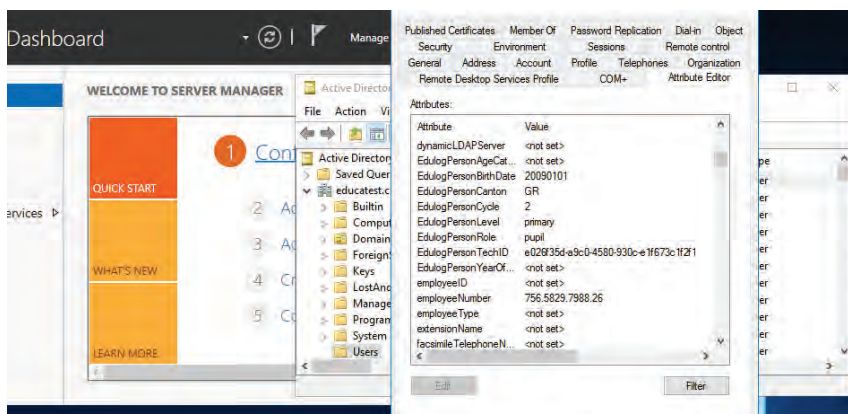 Dashboard
Manage
WELCOME TO SERVER MANAGER
QUICK START
WHAT'S NEW
LEARN MORE
1
2
3
4
5
Active Director
File Action Vi
Active Directory
Saved Quer
educatest.c
Builtin
Comput
Domain
ForeignS
Keys
LostAnd
Manage
Program
System
Users
Published Certificates Member Of Password Replication Dial-in Object
Security Environment Sessions Remote control
General Address Account Profile Telephones Organization
Remote Desktop Services Profile COM+ Attribute Editor
Attributes:
Attribute Value
dynamicLDAPServer <not set>
EdulogPersonAgeCat... <not set>
EdulogPersonBirthDate 20090101
EdulogPersonCanton GR
EdulogPersonCycle 2
EdulogPersonLevel primary
EdulogPersonRole pupil
EdulogPersonTechID e026f35d-a9c0-4580-930c-e1f673c1f2f1
EdulogPersonYearOf... <not set>
employeeID <not set>
employeeNumber 756.5829.7988.26
employeeType <not set>
extensionName <not set>
facsimileTelephoneN... <not set>
Edit
Filter